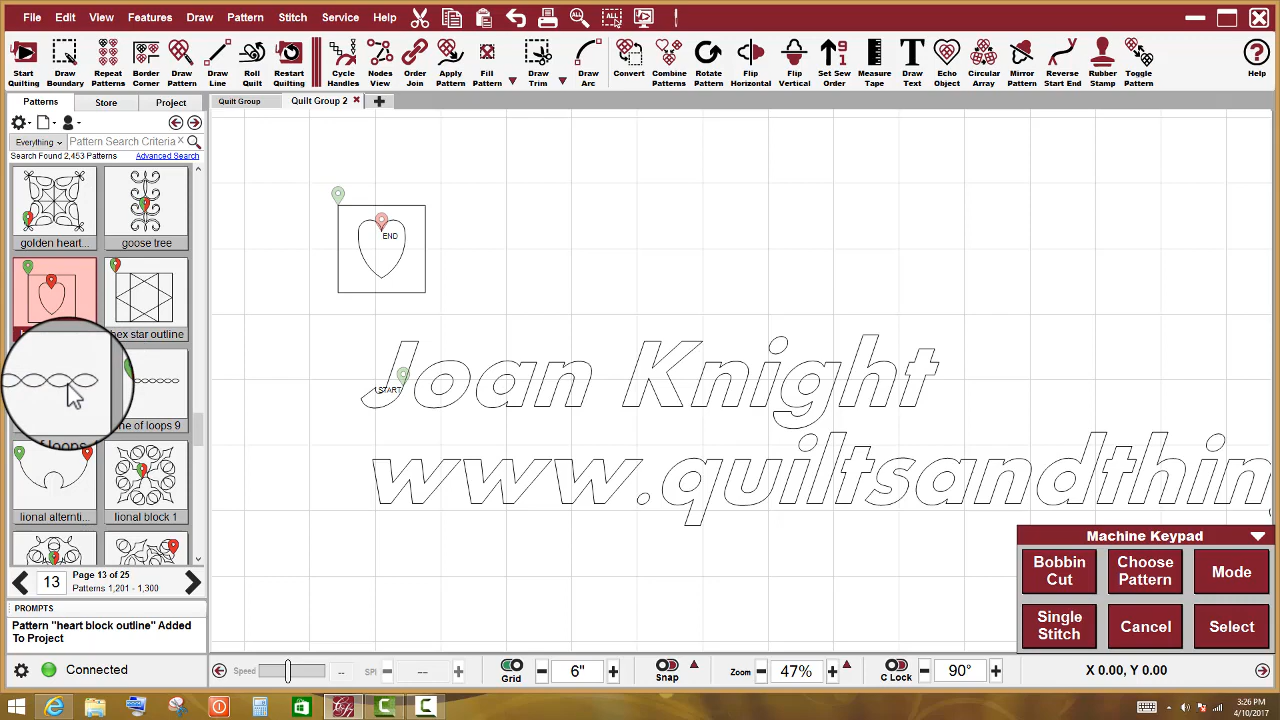 File Edit View Features Draw Pattern Stitch Service Help ALL ALL
Start Quilting Draw Boundary Repeat Patterns Border Corner Draw Pattern Draw Line Roll Quilt Restart Quilting Cycle Handles Nodes View Order Join Apply Pattern Fill Pattern Draw Trim Draw Arc Convert Combine Patterns Rotate Pattern Flip Horizontal Flip Vertical Set Sew Order Measure Tape Draw Text Echo Object Circular Array Mirror Pattern Reverse Start End Rubber Stamp Toggle Pattern Help
Patterns Store Project Quilt Group Quilt Group 2
Everything Pattern Search Criteria
Search Found 2,453 Patterns Advanced Search
golden heart... goose tree
END
hex star outline
Joan Knight
START
ne of loops 9
www.quiltsandthin
lional alternti... lional block 1
13 Page 13 of 25
Patterns 1,201 - 1,300
PROMPTS
Pattern "heart block outline" Added
To Project
Machine Keypad
Bobbin Cut Choose Pattern Mode
Single Stitch Cancel Select
Connected Speed -- SPI -- Grid 6" Snap Zoom 47% C Lock 90° X 0.00, Y 0.00
3:26 PM
4/10/2017